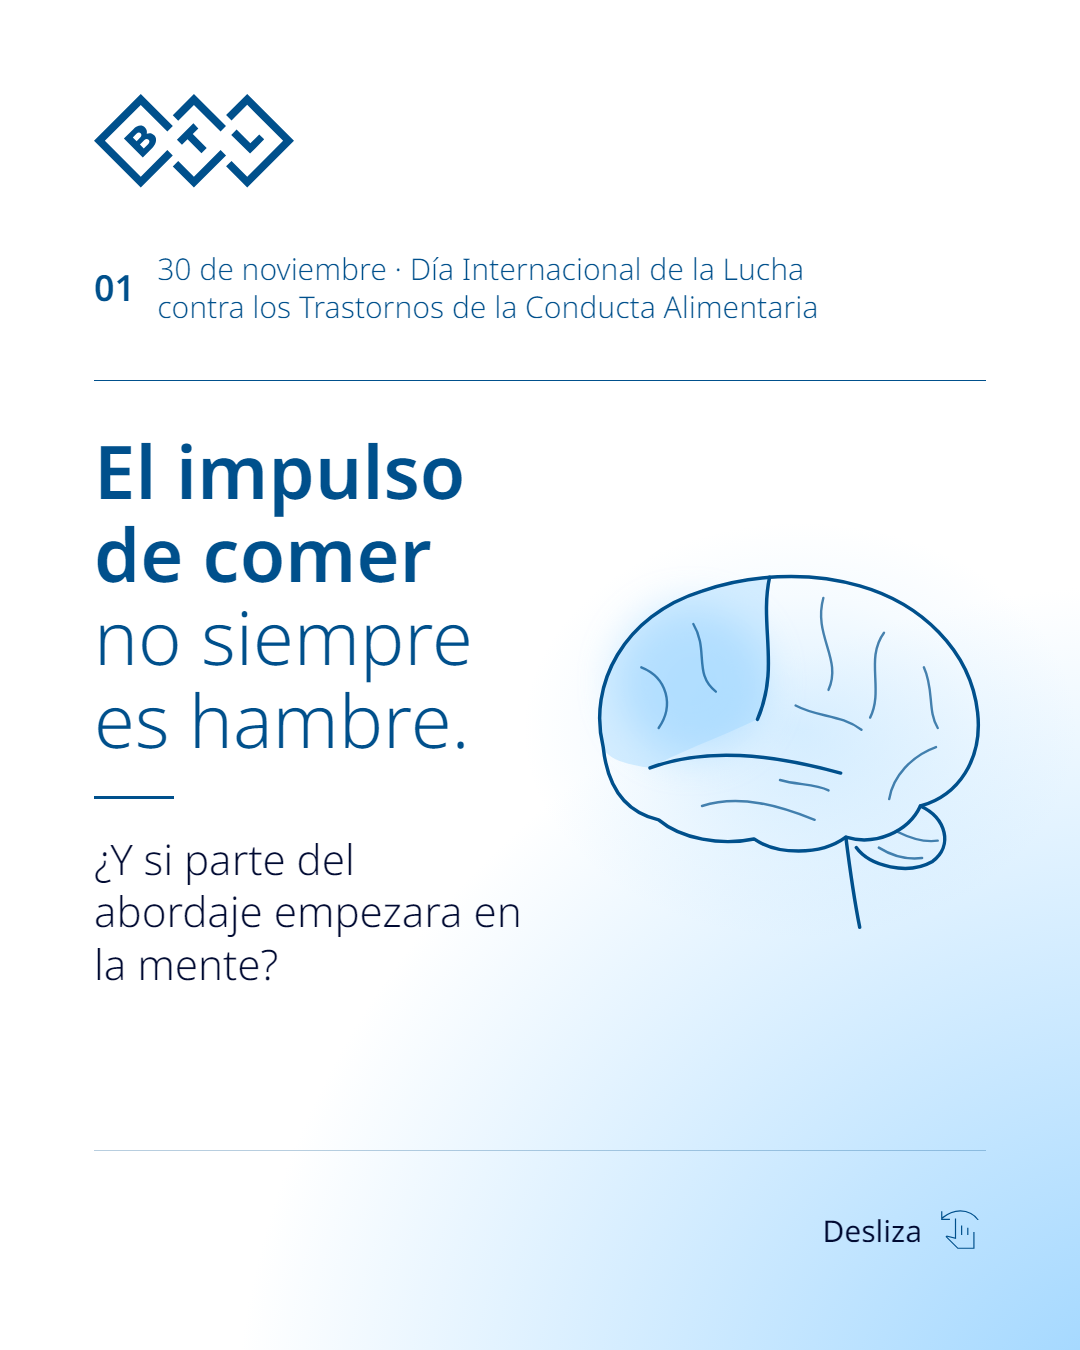 BTL
01
30 de noviembre · Día Internacional de la Lucha
contra los Trastornos de la Conducta Alimentaria
El impulso
de comer
no siempre
es hambre.
¿Y si parte del
abordaje empezara en
la mente?
Desliza